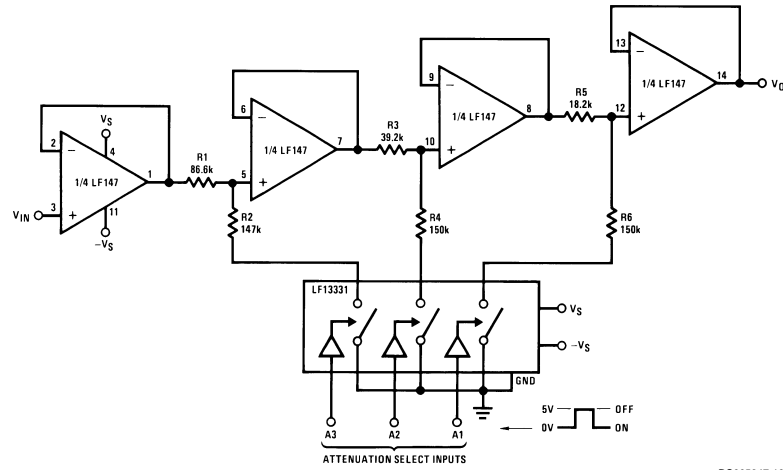 13
14
V
12
1/4 LF147
R5
18.2k
9
8
10
1/4 LF147
R3
39.2k
6
7
5
1/4 LF147
R1
86.6k
VS
4
2
1
3
1/4 LF147
VIN
11
-VS
R2
147k
R4
150k
R6
150k
LF13331
VS
-VS
GND
A3
A2
A1
5V
OFF
0V
ON
ATTENUATION SELECT INPUTS